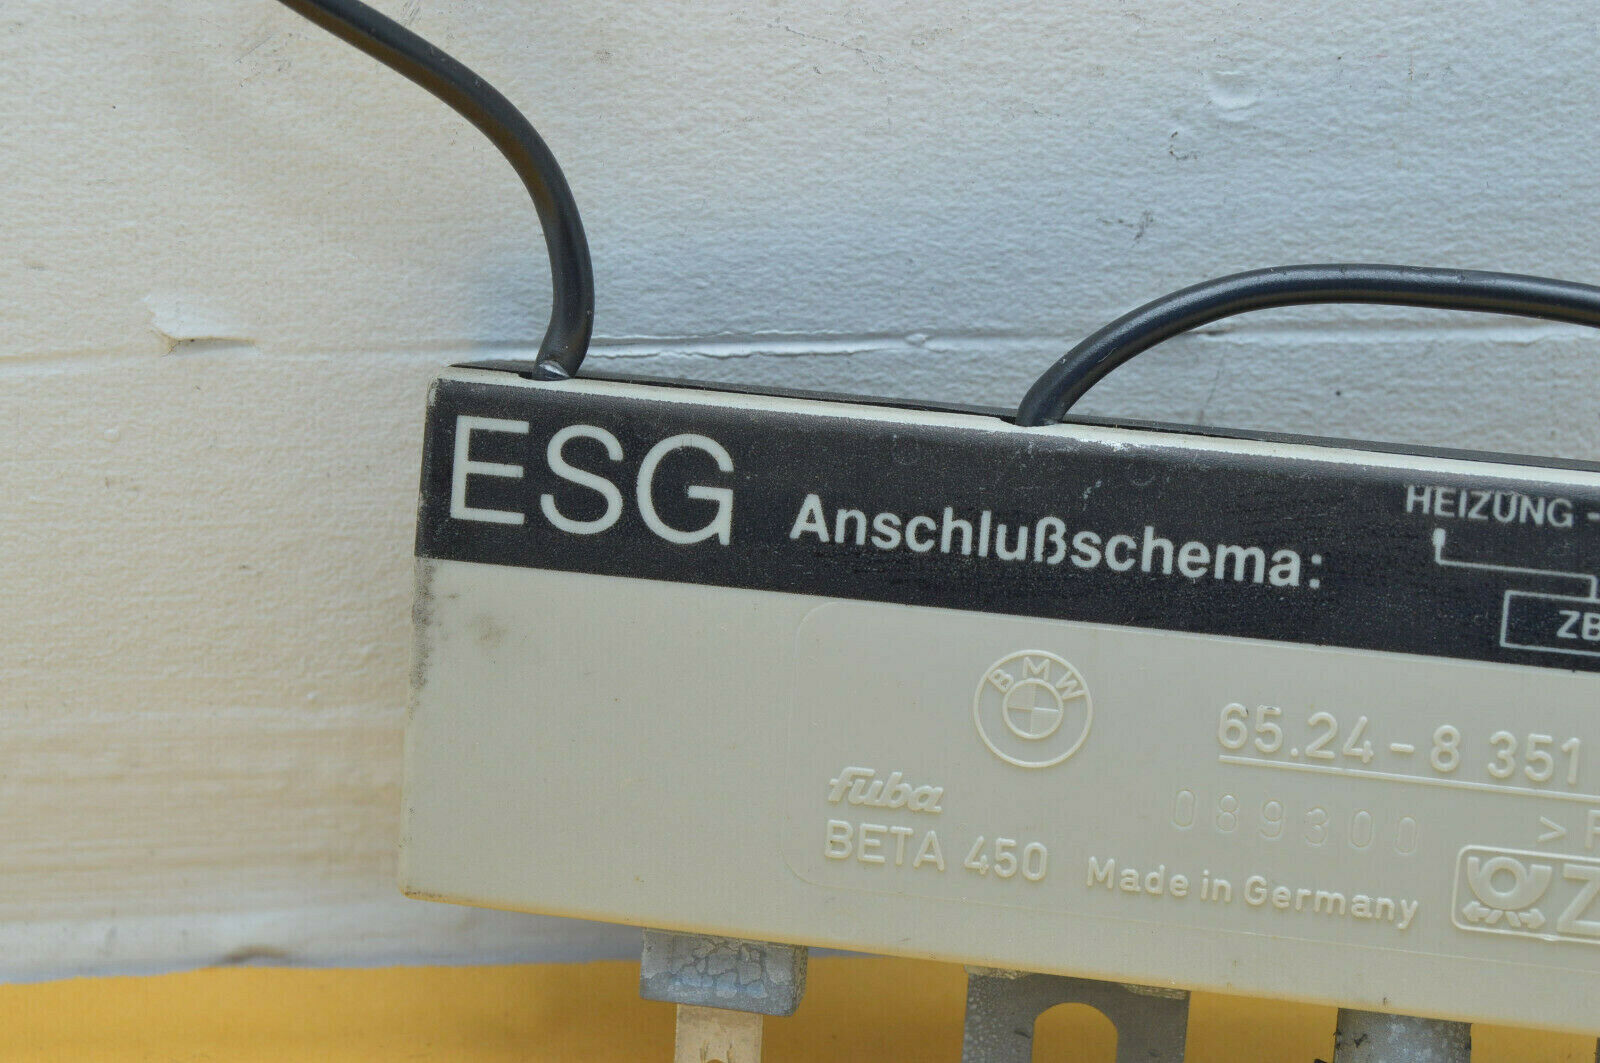 ESG Anschlußschema:
HEIZUNG -
ZB
BMW
65.24-8 351
fuba
089300
BETA 450
Made in Germany
>
Z